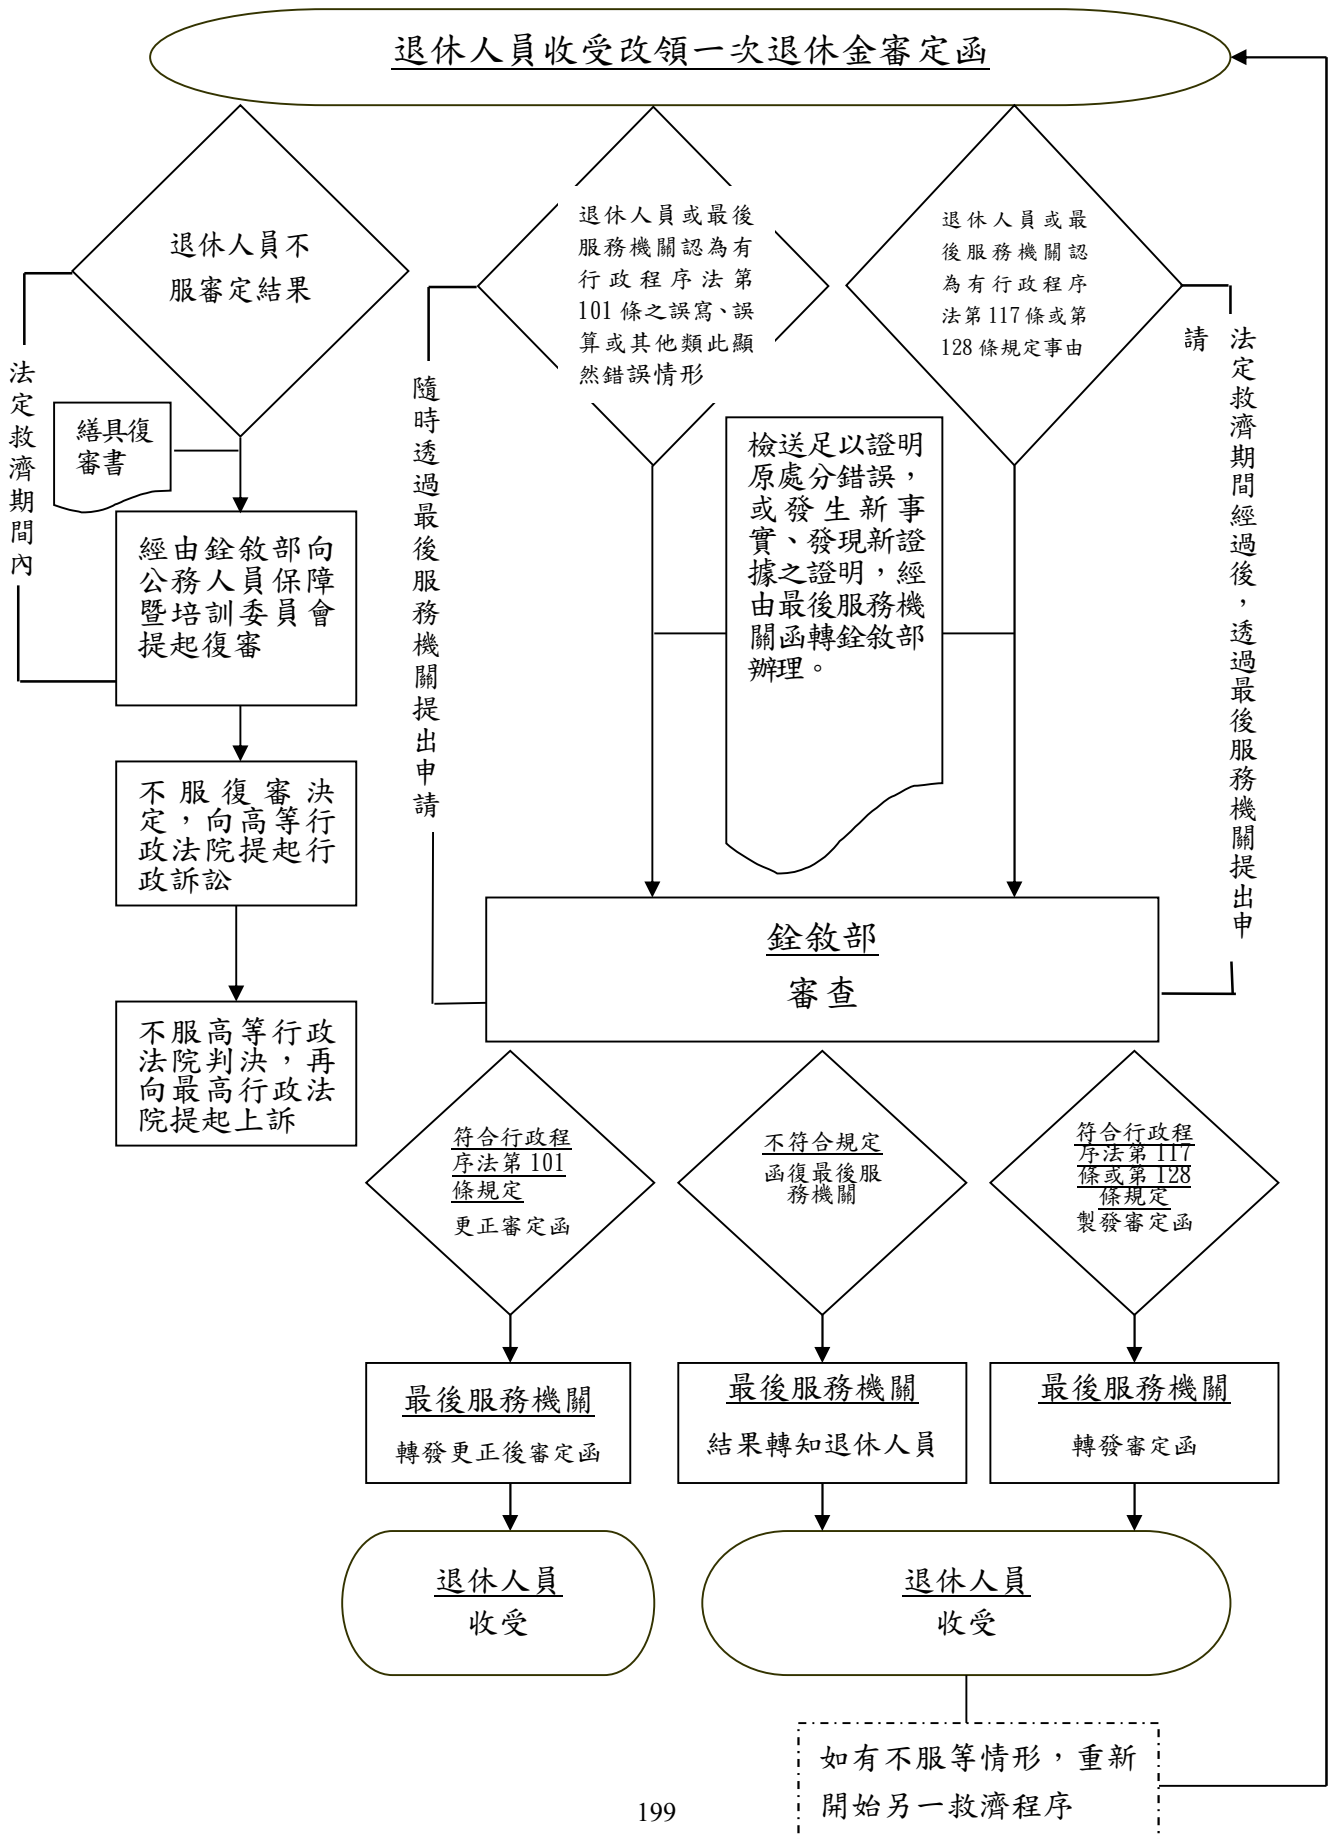 退休人員收受改領一次退休金審定函
退休人員不
服審定結果
退休人員或最後
服務機關認為有
行政程序法第
101 條之誤寫、誤
算或其他類此顯
然錯誤情形
退休人員或最
後服務機關認
為有行政程序
法第 117 條或第
128 條規定事由
法定救濟期間內
繕具復
審書
隨時透過最後服務機關提出申請
檢送足以證明
原處分錯誤，
或發生新事
實、發現新證
據之證明，經
由最後服務機
關函轉銓敘部
辦理。
法定救濟期間經過後，透過最後服務機關提出申
請
經由銓敘部向
公務人員保障
暨培訓委員會
提起復審
不服復審決
定，向高等行
政法院提起行
政訴訟
不服高等行政
法院判決，再
向最高行政法
院提起上訴
銓敘部
審查
符合行政程
序法第 101
條規定
更正審定函
不符合規定
函復最後服
務機關
符合行政程
序法第 117
條或第 128
條規定
製發審定函
最後服務機關
轉發更正後審定函
最後服務機關
結果轉知退休人員
最後服務機關
轉發審定函
退休人員
收受
退休人員
收受
如有不服等情形，重新
開始另一救濟程序
199